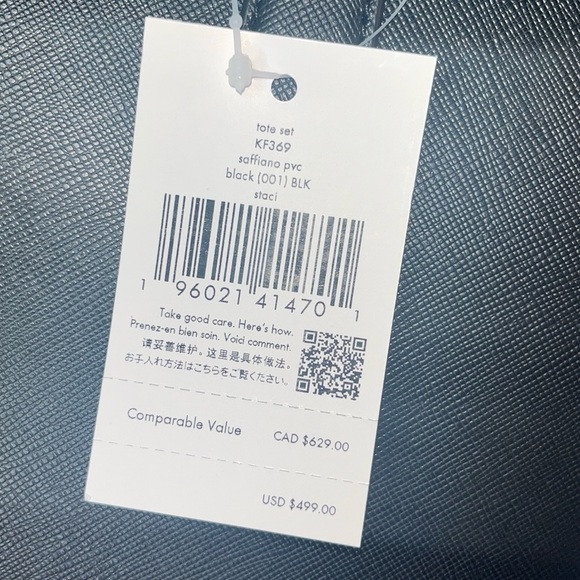 tote set
KF369
saffiano pvc
black (001) BLK
staci
1 96021 41470 1
Take good care. Here's how.
Prenez-en bien soin. Voici comment.
请妥善维护。这里是具体做法。
お手入れ方法はこちらをご覧ください。
Comparable Value CAD $629.00
USD $499.00